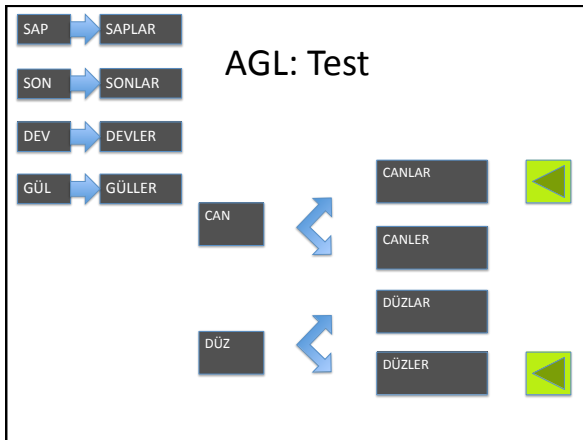 SAP SAPLAR
AGL: Test
SON SONLAR
DEV DEVLER
GÜL GÜLLER
CAN
CANLAR
CANLER
DÜZ
DÜZLAR
DÜZLER